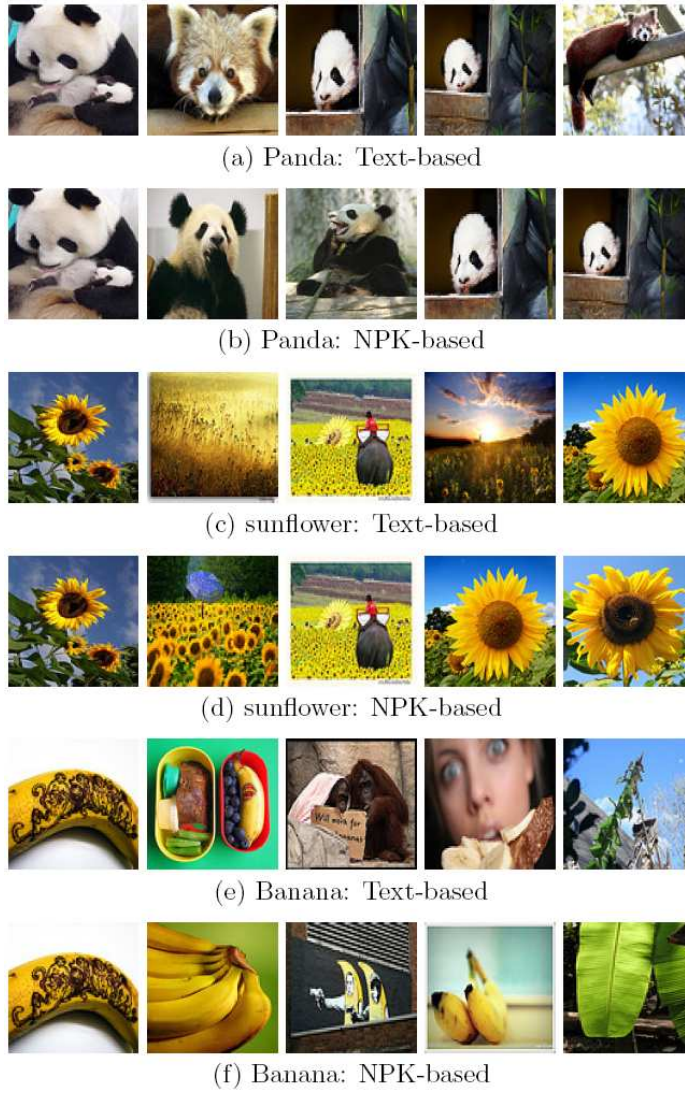 (a) Panda: Text-based
(b) Panda: NPK-based
(c) sunflower: Text-based
(d) sunflower: NPK-based
(e) Banana: Text-based
Will work for
bananas
(f) Banana: NPK-based